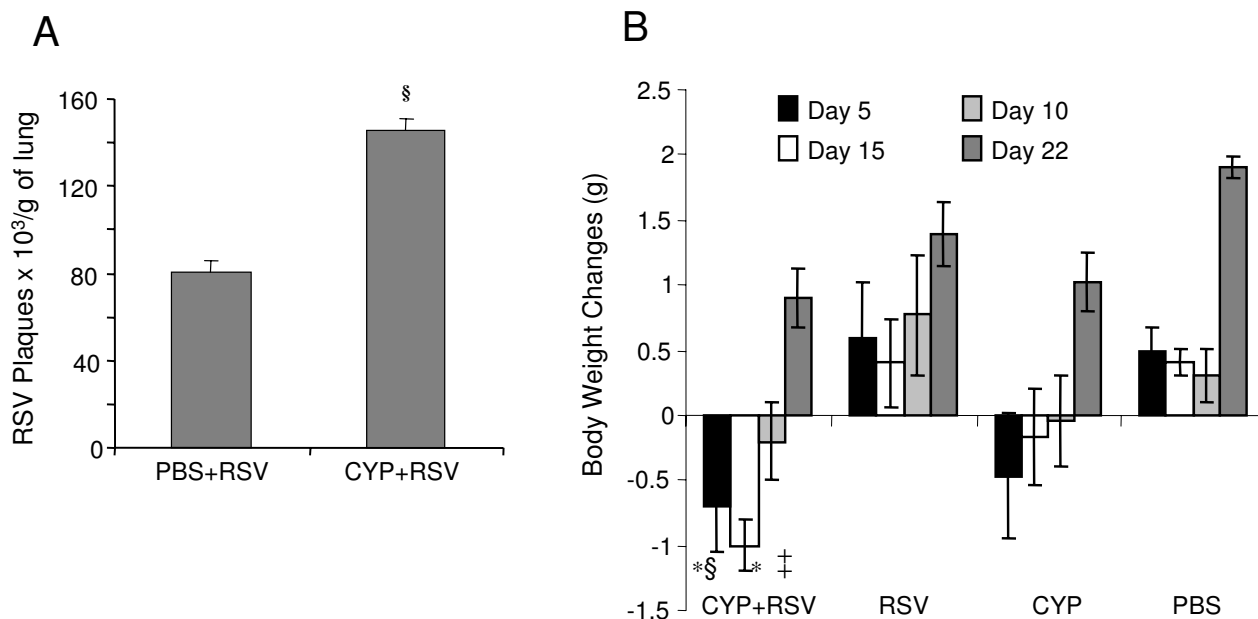 A
RSV Plaques x 10³/g of lung
160
120
80
40
0
§
PBS+RSV
CYP+RSV
B
Body Weight Changes (g)
2.5
2
1.5
1
0.5
0
-0.5
-1
-1.5
Day 5
Day 10
Day 15
Day 22
*§ * ‡
CYP+RSV
RSV
CYP
PBS